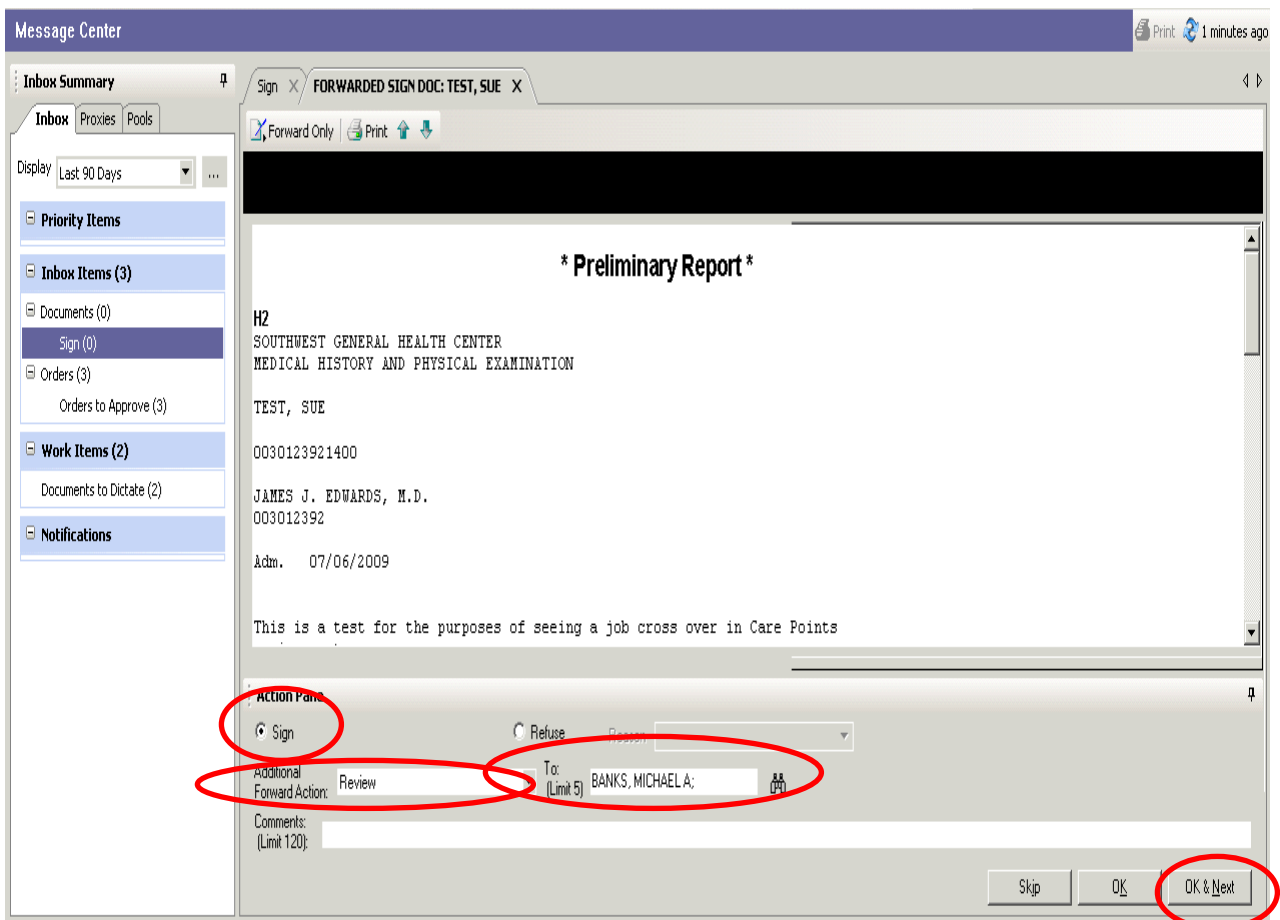 Message Center
Print 1 minutes ago
Inbox Summary
Inbox Proxies Pools
Display Last 90 Days ...
Priority Items
Inbox Items (3)
Documents (0)
Sign (0)
Orders (3)
Orders to Approve (3)
Work Items (2)
Documents to Dictate (2)
Notifications
Sign X FORWARDED SIGN DOC: TEST, SUE X
Forward Only Print
* Preliminary Report *
H2
SOUTHWEST GENERAL HEALTH CENTER
MEDICAL HISTORY AND PHYSICAL EXAMINATION
TEST, SUE
0030123921400
JAMES J. EDWARDS, M.D.
003012392
Adm. 07/06/2009
This is a test for the purposes of seeing a job cross over in Care Points
Action Pane
Sign Refuse Reason
Additional
Forward Action: Review
To:
(Limit 5) BANKS, MICHAEL A;
Comments:
(Limit 120):
Skip OK OK & Next